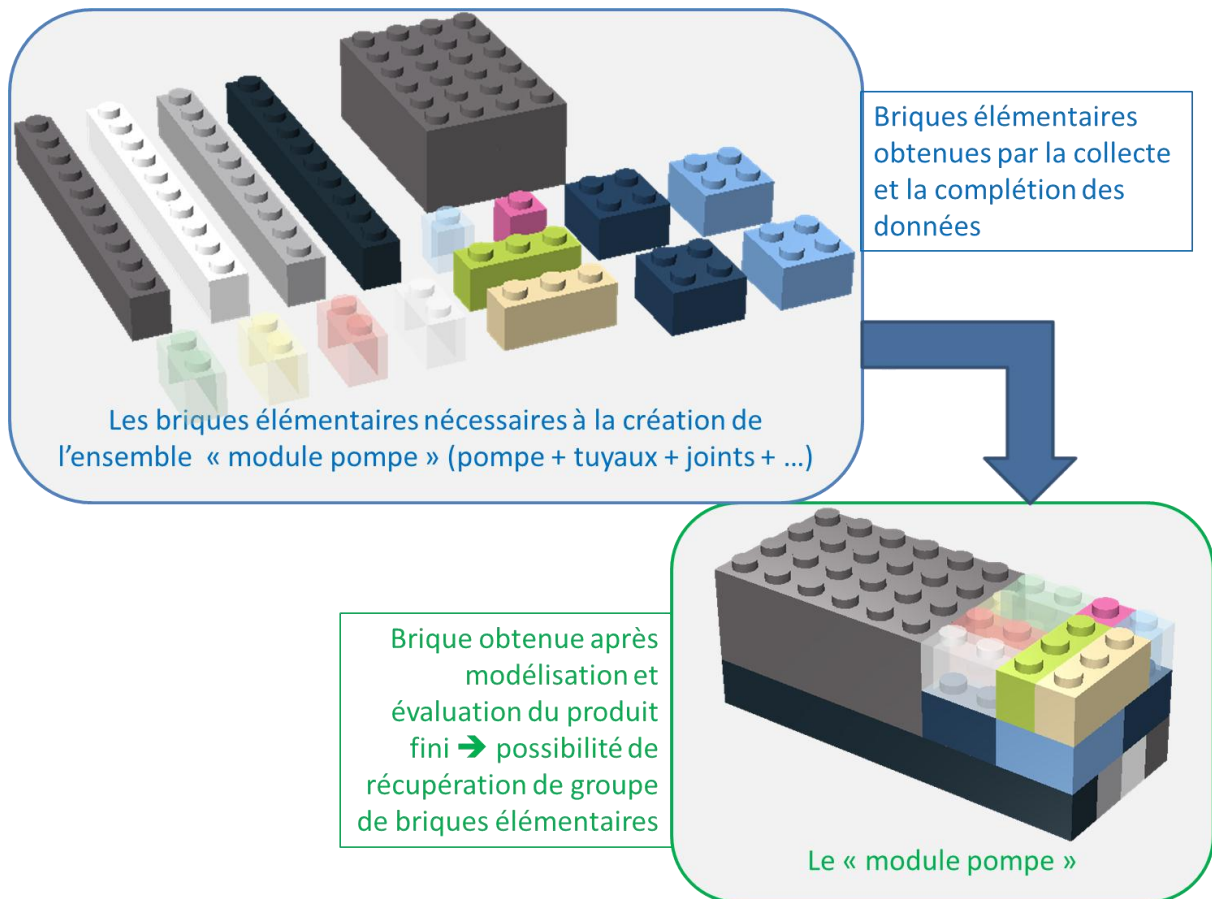 Briques élémentaires
obtenues par la collecte
et la complétion des
données
Les briques élémentaires nécessaires à la création de
l’ensemble « module pompe » (pompe + tuyaux + joints + …)
Brique obtenue après
modélisation et
évaluation du produit
fini ➔ possibilité de
récupération de groupe
de briques élémentaires
Le « module pompe »